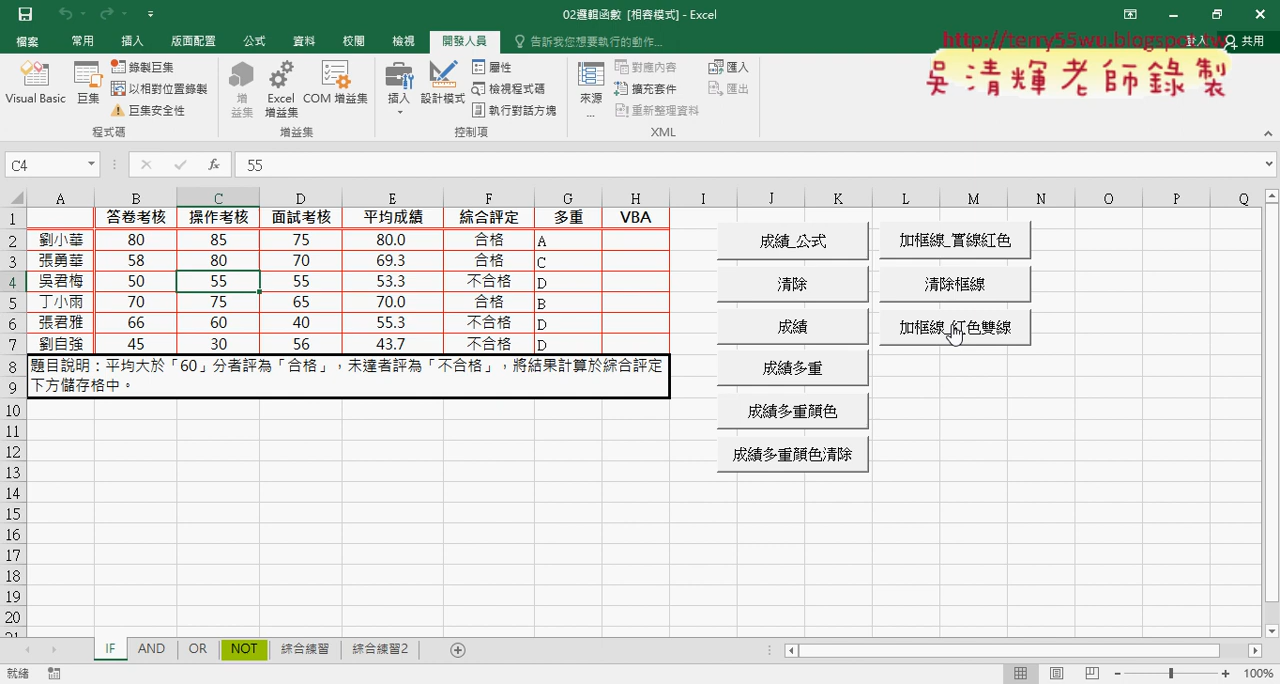 02邏輯函數 [相容模式] - Excel
檔案 常用 插入 版面配置 公式 資料 校閱 檢視 開發人員 告訴我您想要執行的動作... 登入 共用
http://terry55wu.blogspot.tw
吳清輝老師錄製
Visual Basic 巨集 錄製巨集 以相對位置錄製 巨集安全性
程式碼
增益集 Excel 增益集 COM 增益集
增益集
插入 設計模式 屬性 檢視程式碼 執行對話方塊
控制項
來源... 對應內容 擴充套件 重新整理資料 匯入 匯出
XML
C4 fx 55
A B C D E F G H I J K L M N O P Q
1 答卷考核 操作考核 面試考核 平均成績 綜合評定 多重 VBA
2 劉小華 80 85 75 80.0 合格 A
3 張勇華 58 80 70 69.3 合格 C
4 吳君梅 50 55 55 53.3 不合格 D
5 丁小雨 70 75 65 70.0 合格 B
6 張君雅 66 60 40 55.3 不合格 D
7 劉自強 45 30 56 43.7 不合格 D
8 題目說明：平均大於「60」分者評為「合格」，未達者評為「不合格」，將結果計算於綜合評定
9 下方儲存格中。
10
11
12
13
14
15
16
17
18
19
20
21
成績_公式 加框線_實線紅色
清除 清除框線
成績 加框線_紅色雙線
成績多重
成績多重顏色
成績多重顏色清除
IF AND OR NOT 綜合練習 綜合練習2
就緒 100%